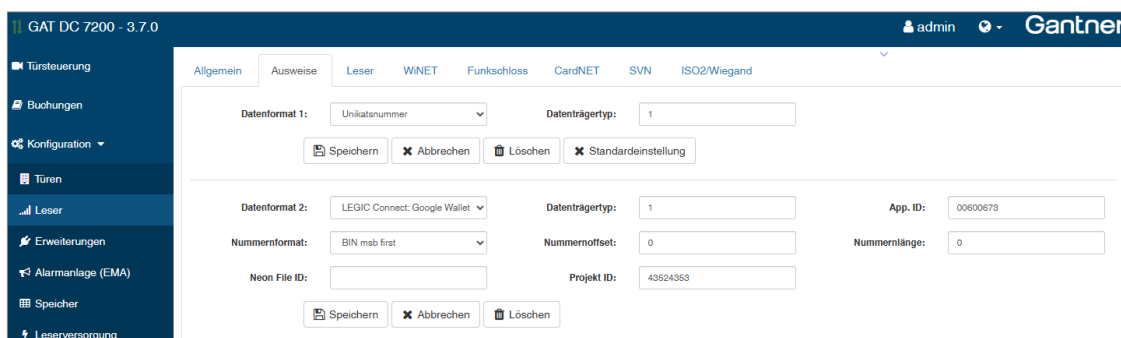 GAT DC 7200 - 3.7.0
admin
Gantner
Türsteuerung
Buchungen
Konfiguration
Türen
Leser
Erweiterungen
Alarmanlage (EMA)
Speicher
Leserversorgung
Allgemein Ausweise Leser WiNET Funkschloss CardNET SVN ISO2/Wiegand
Datenformat 1: Unikatsnummer Datenträgertyp: 1
Speichern Abbrechen Löschen Standardeinstellung
Datenformat 2: LEGIC Connect: Google Wallet Datenträgertyp: 1 App. ID: 00600673
Nummernformat: BIN msb first Nummernoffset: 0 Nummernlänge: 0
Neon File ID: Projekt ID: 43524353
Speichern Abbrechen Löschen